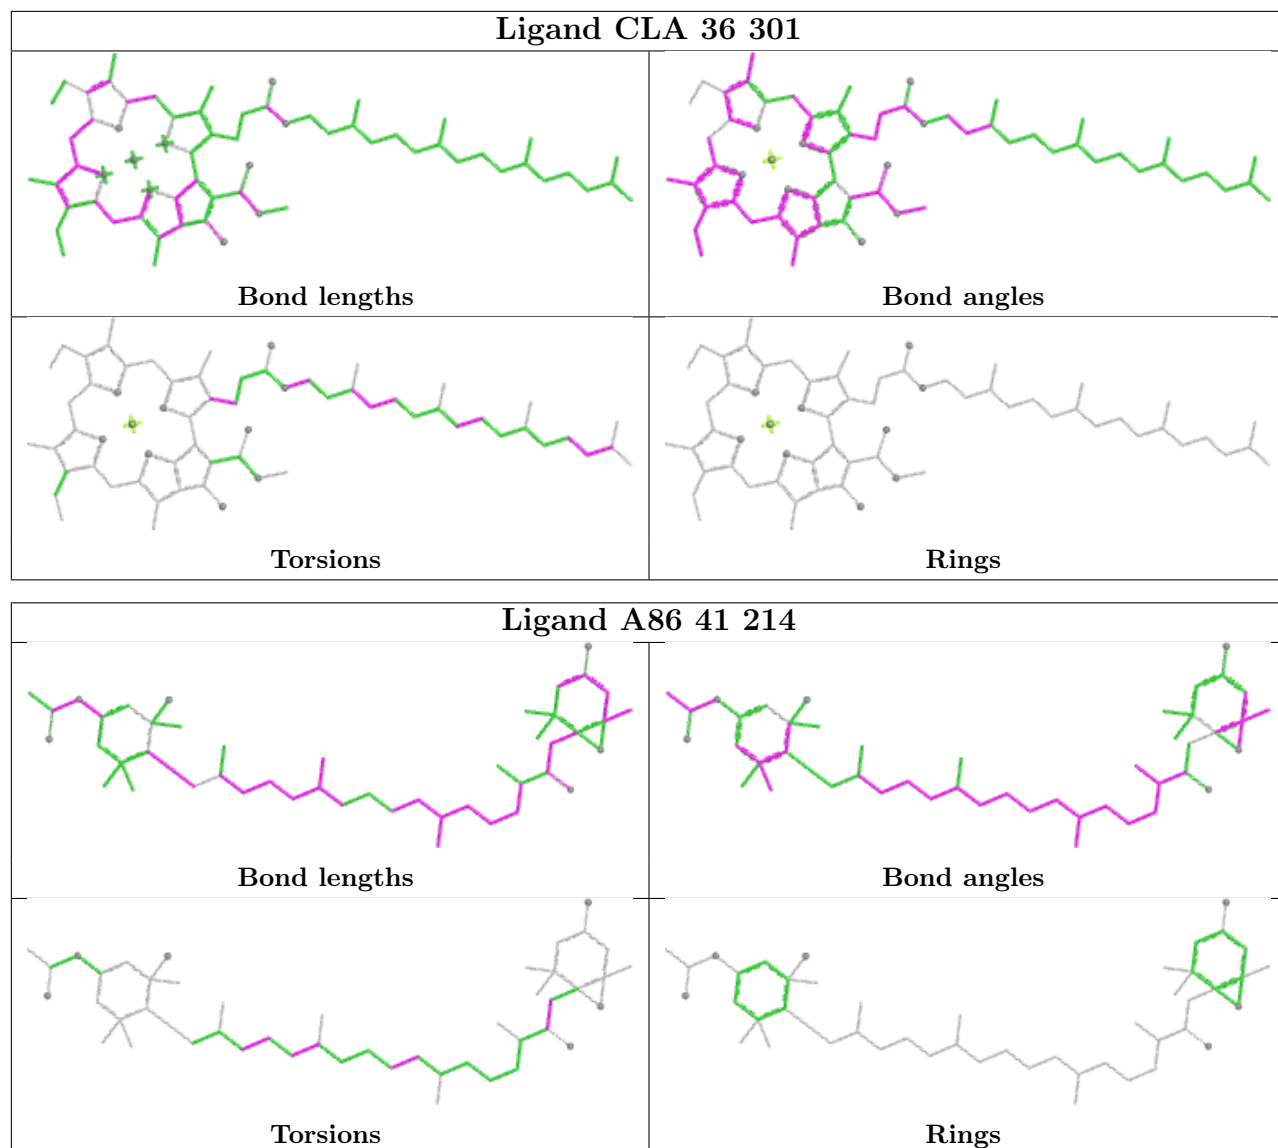 Ligand CLA 36 301
Bond lengths
Bond angles
Torsions
Rings
Ligand A86 41 214
Bond lengths
Bond angles
Torsions
Rings